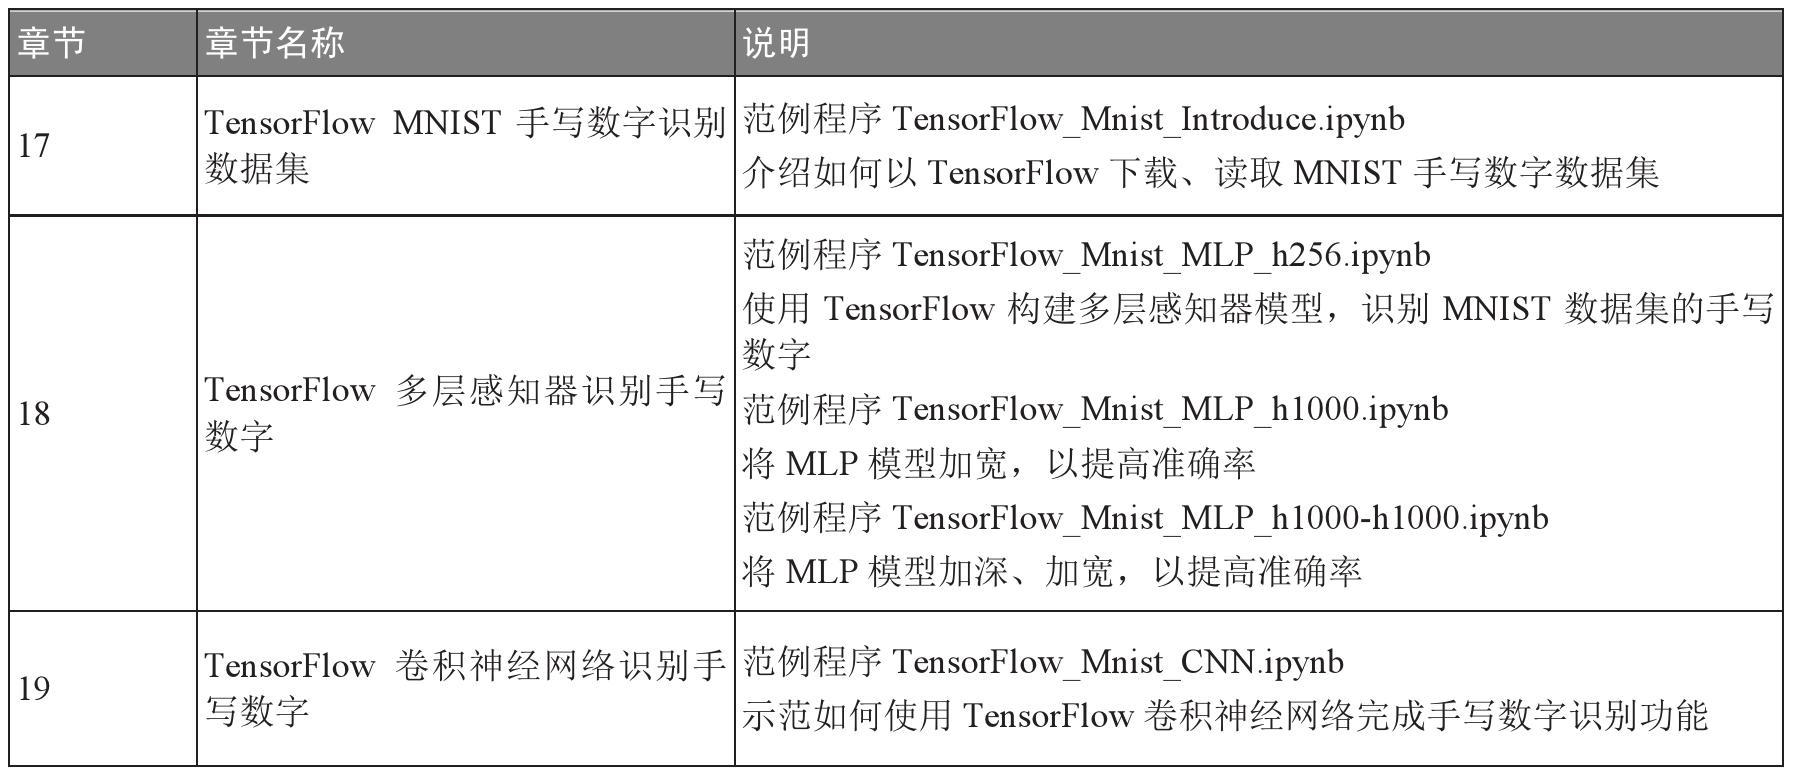 章节 章节名称 说明
17
TensorFlow MNIST 手写数字识别
数据集
范例程序 TensorFlow_Mnist_Introduce.ipynb
介绍如何以 TensorFlow 下载、读取 MNIST 手写数字数据集
18
TensorFlow 多层感知器识别手写
数字
范例程序 TensorFlow_Mnist_MLP_h256.ipynb
使用 TensorFlow 构建多层感知器模型，识别 MNIST 数据集的手写
数字
范例程序 TensorFlow_Mnist_MLP_h1000.ipynb
将 MLP 模型加宽，以提高准确率
范例程序 TensorFlow_Mnist_MLP_h1000-h1000.ipynb
将 MLP 模型加深、加宽，以提高准确率
19
TensorFlow 卷积神经网络识别手
写数字
范例程序 TensorFlow_Mnist_CNN.ipynb
示范如何使用 TensorFlow 卷积神经网络完成手写数字识别功能